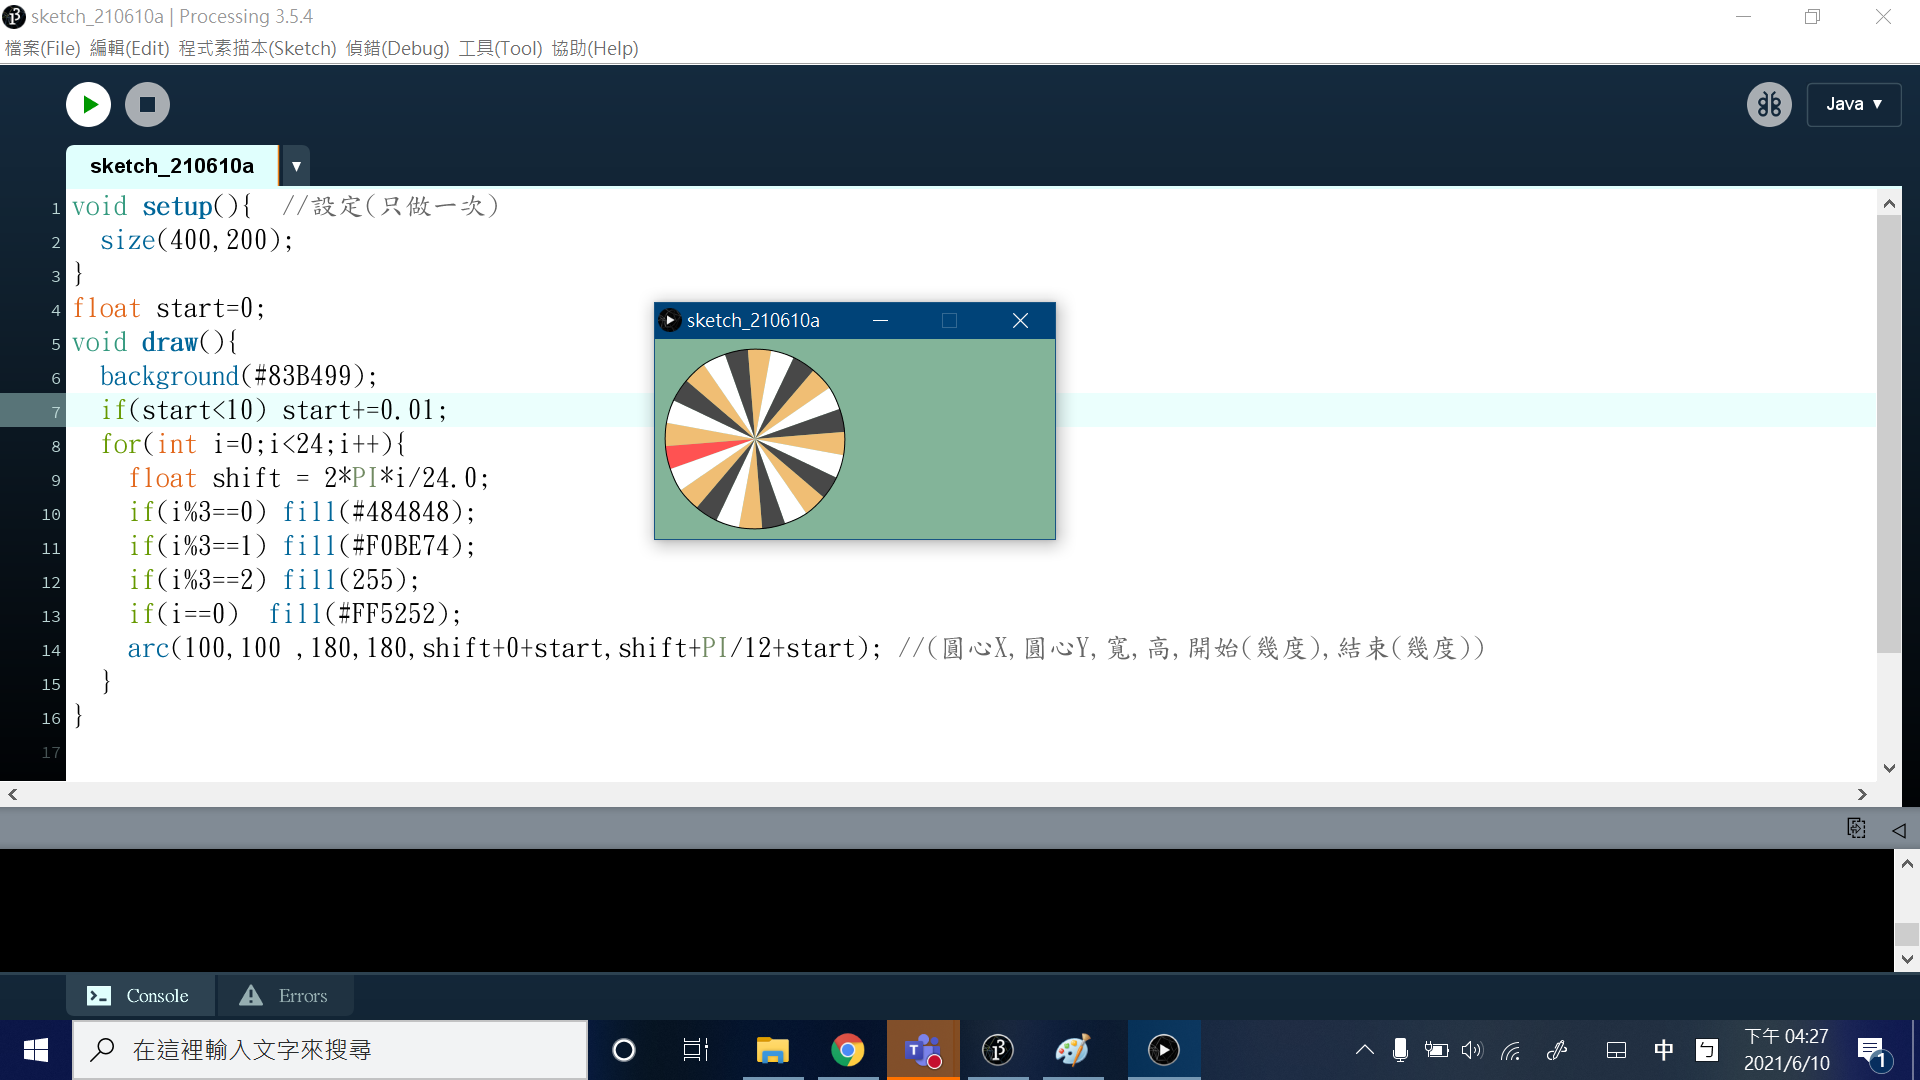 sketch_210610a | Processing 3.5.4
檔案(File) 編輯(Edit) 程式素描本(Sketch) 偵錯(Debug) 工具(Tool) 協助(Help)
Java ▼
sketch_210610a ▼
1 void setup(){  //設定(只做一次)
2   size(400,200);
3 }
4 float start=0;
5 void draw(){
6   background(#83B499);
7   if(start<10) start+=0.01;
8   for(int i=0;i<24;i++){
9     float shift = 2*PI*i/24.0;
10     if(i%3==0) fill(#484848);
11     if(i%3==1) fill(#F0BE74);
12     if(i%3==2) fill(255);
13     if(i==0)  fill(#FF5252);
14     arc(100,100 ,180,180,shift+0+start,shift+PI/12+start); //(圓心X,圓心Y,寬,高,開始(幾度),結束(幾度))
15   }
16 }
17
sketch_210610a
Console
Errors
在這裡輸入文字來搜尋
中
ㄅ
下午 04:27
2021/6/10
1